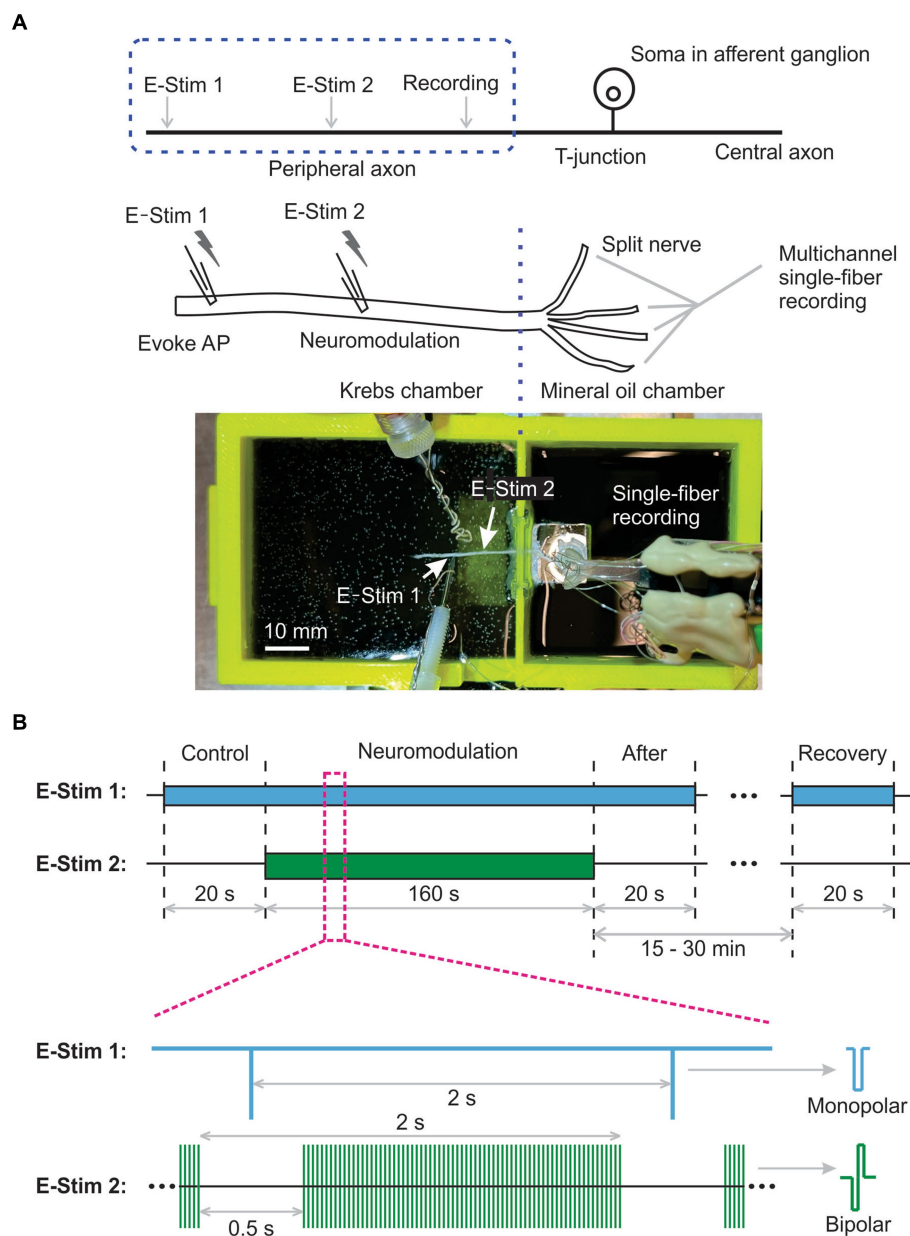 A
Soma in afferent ganglion
E-Stim 1
E-Stim 2
Recording
Peripheral axon
T-junction
Central axon
E-Stim 1
E-Stim 2
Split nerve
Multichannel
single-fiber
recording
Evoke AP
Neuromodulation
Krebs chamber
Mineral oil chamber
E-Stim 2
Single-fiber
recording
E-Stim 1
10 mm
B
Control
Neuromodulation
After
Recovery
E-Stim 1:
•••
E-Stim 2:
•••
20 s
160 s
20 s
20 s
15 - 30 min
E-Stim 1:
2 s
Monopolar
2 s
E-Stim 2:
•••
•••
0.5 s
Bipolar